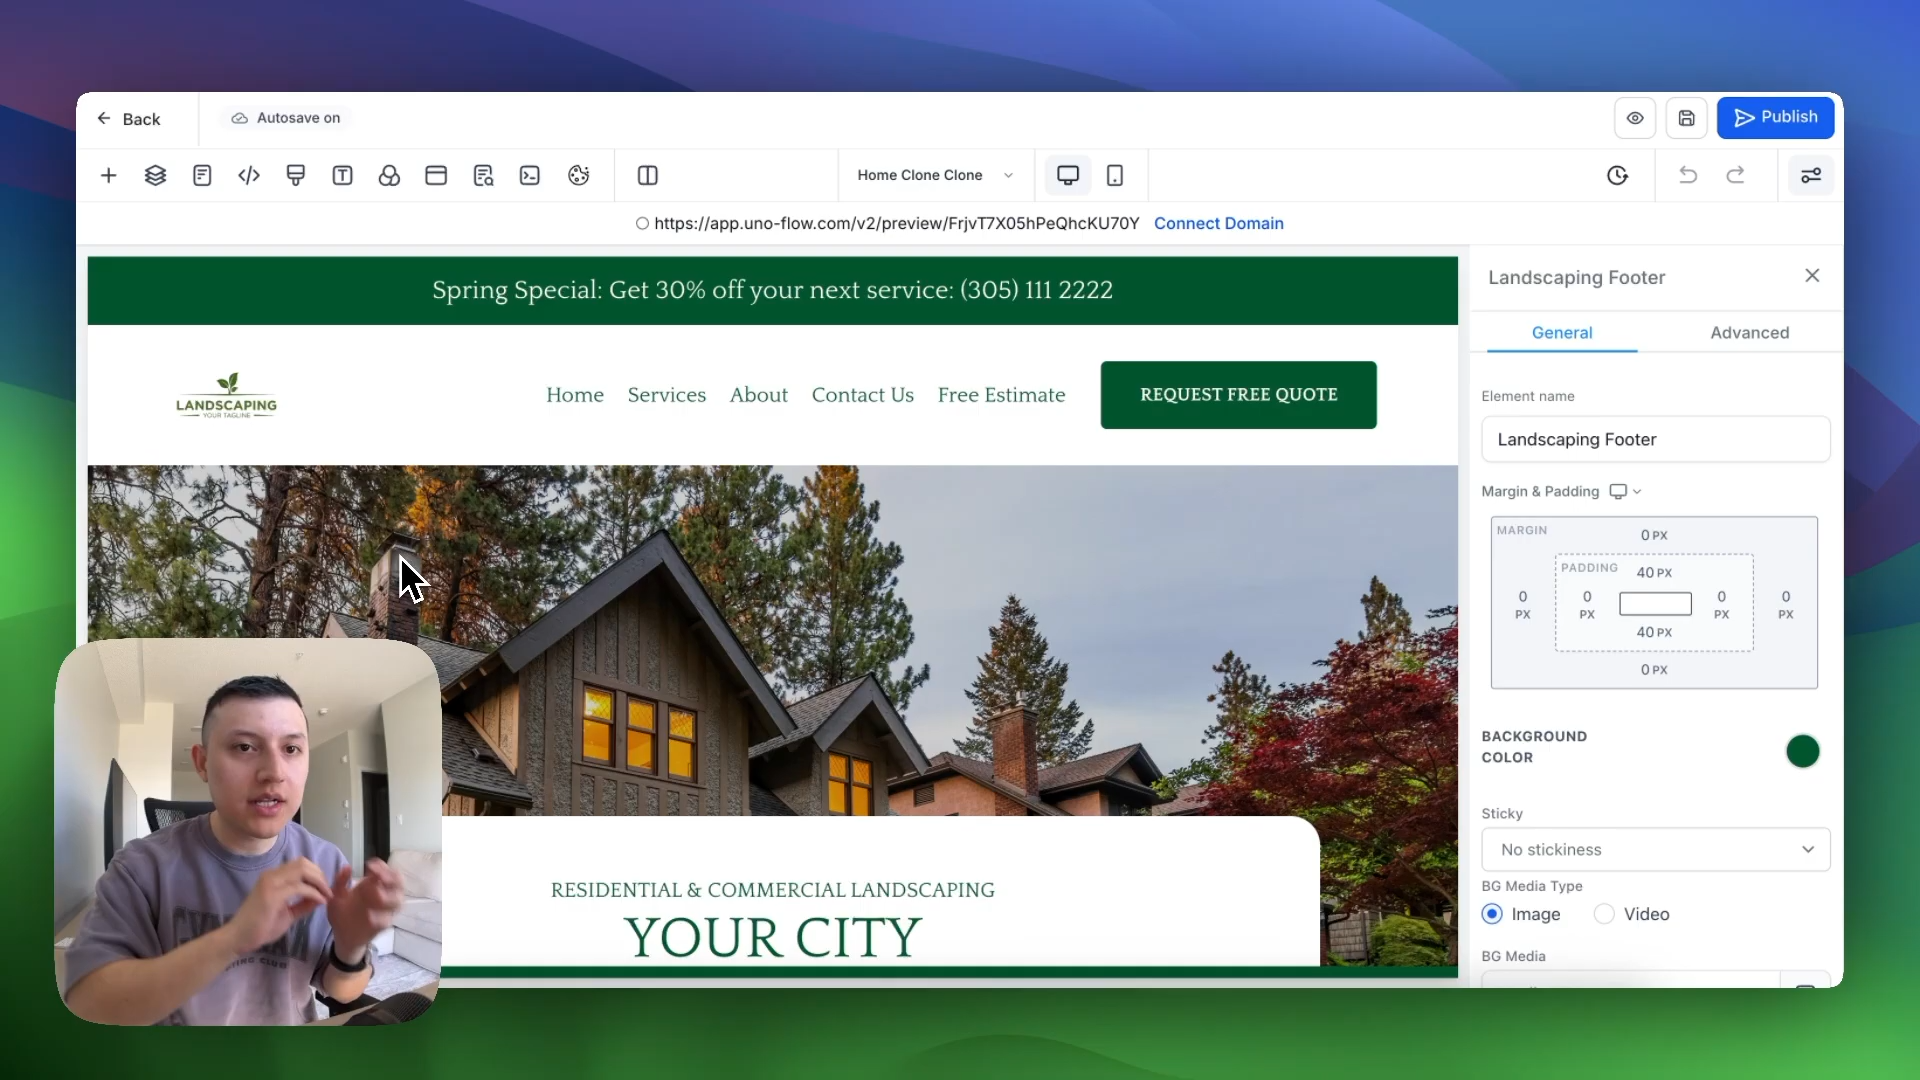 Back
Autosave on
Publish
Home Clone Clone
https://app.uno-flow.com/v2/preview/FrjvT7X05hPeQhcKU70Y Connect Domain
Spring Special: Get 30% off your next service: (305) 111 2222
LANDSCAPING
YOUR TAGLINE
Home Services About Contact Us Free Estimate
REQUEST FREE QUOTE
RESIDENTIAL & COMMERCIAL LANDSCAPING
YOUR CITY
Landscaping Footer
General Advanced
Element name
Landscaping Footer
Margin & Padding
MARGIN
0 PX
PADDING
40 PX
0 PX
0 PX
0 PX
0 PX
40 PX
0 PX
BACKGROUND
COLOR
Sticky
No stickiness
BG Media Type
Image Video
BG Media